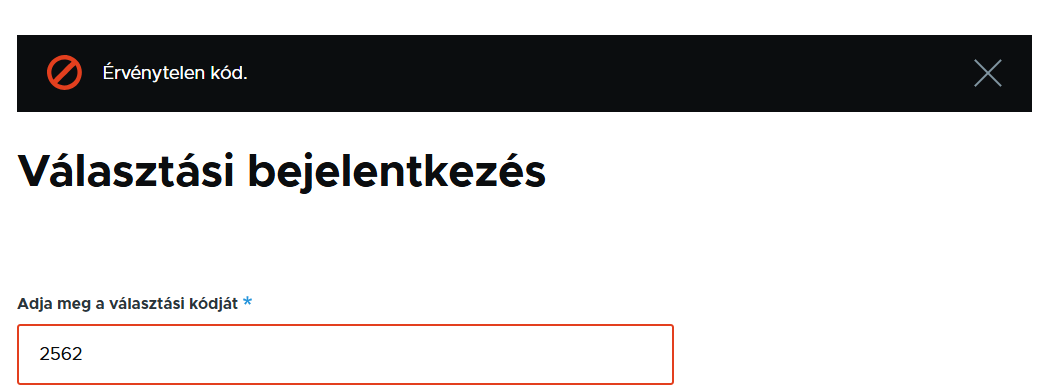 Érvénytelen kód.
Választási bejelentkezés
Adja meg a választási kódját *
2562